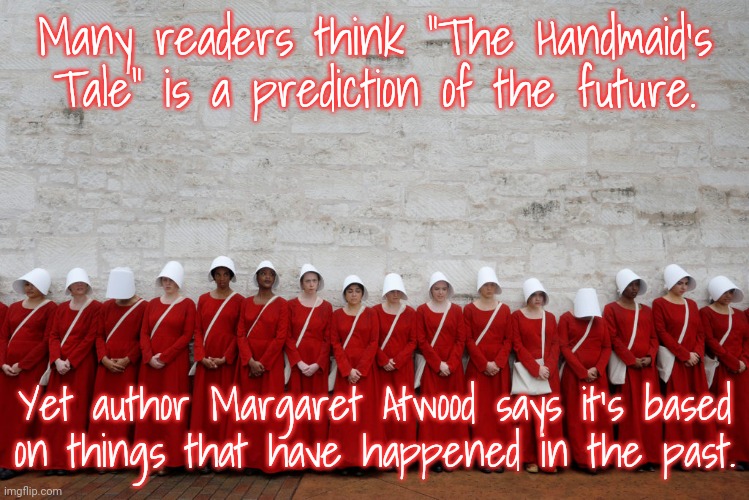 Many readers think "The Handmaid's
Tale" is a prediction of the future.
Yet author Margaret Atwood says it's based
on things that have happened in the past.
imgflip.com